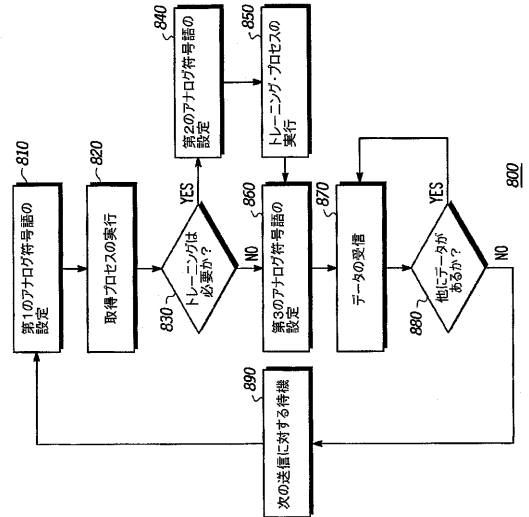 810
第1のアナログ符号語の
設定
820
取得プロセスの実行
830
トレーニングは
必要か?
YES
NO
840
第2のアナログ符号語の
設定
850
トレーニング・プロセスの
実行
860
第3のアナログ符号語の
設定
870
データの受信
880
他にデータが
あるか?
YES
NO
890
次の送信に対する待機
800